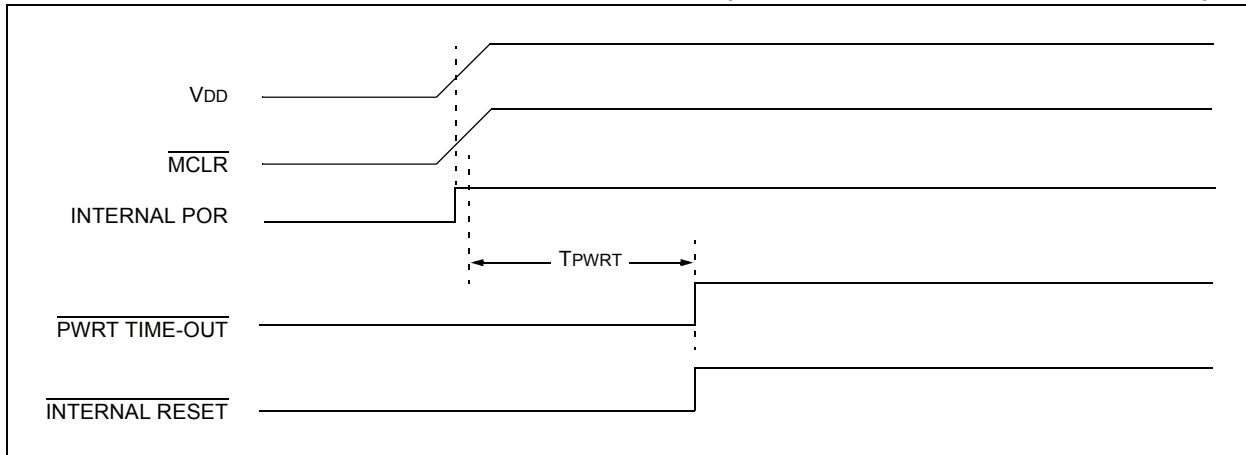 VDD
MCLR
INTERNAL POR
TPWRT
PWRT TIME-OUT
INTERNAL RESET